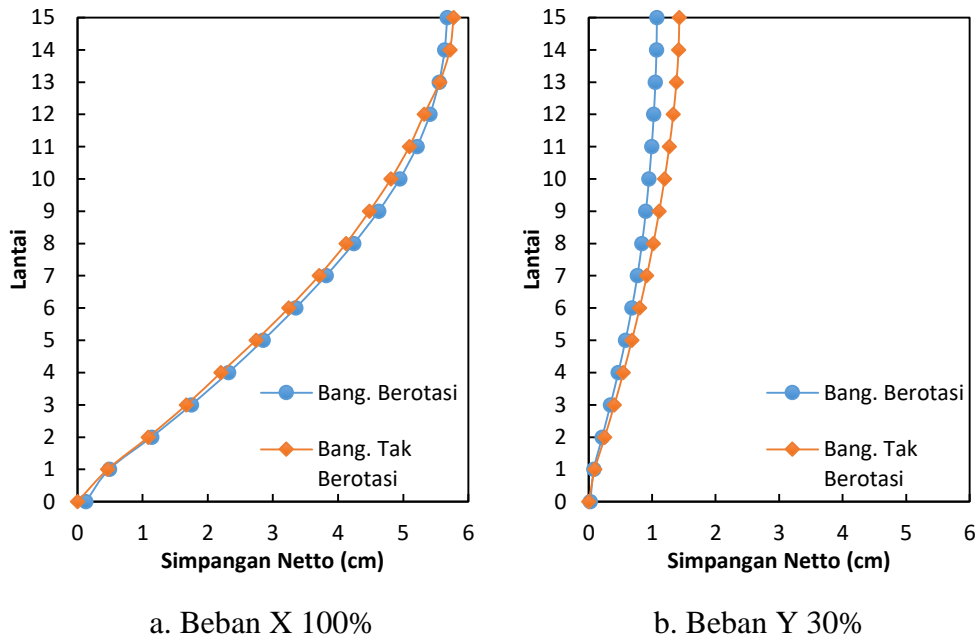 15
14
13
12
11
10
9
8
7
6
5
4
3
2
1
0
Lantai
Bang. Berotasi
Bang. Tak
Berotasi
0 1 2 3 4 5 6
Simpangan Netto (cm)
a. Beban X 100%
15
14
13
12
11
10
9
8
7
6
5
4
3
2
1
0
Lantai
Bang. Berotasi
Bang. Tak
Berotasi
0 1 2 3 4 5 6
Simpangan Netto (cm)
b. Beban Y 30%